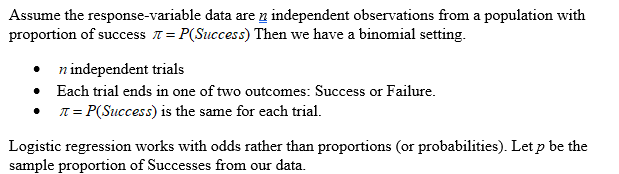 Assume the response-variable data are n independent observations from a population with
proportion of success π = P(Success) Then we have a binomial setting.
• n independent trials
• Each trial ends in one of two outcomes: Success or Failure.
• π = P(Success) is the same for each trial.
Logistic regression works with odds rather than proportions (or probabilities). Let p be the
sample proportion of Successes from our data.